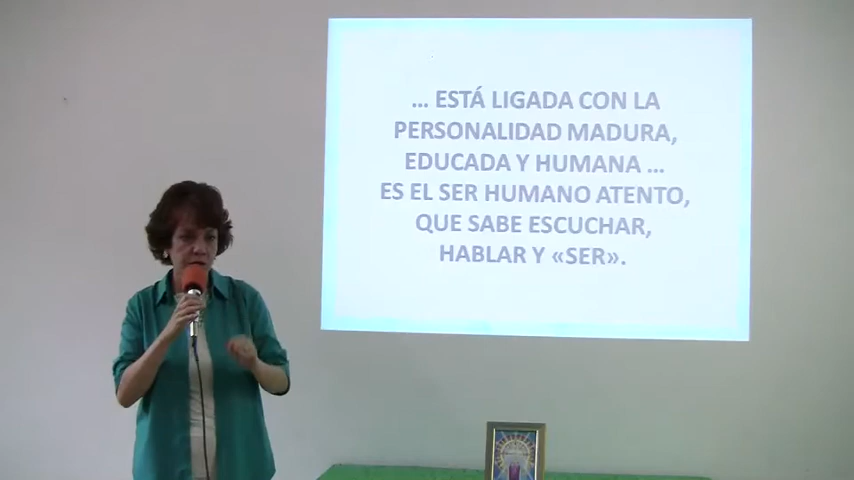 ... ESTÁ LIGADA CON LA
PERSONALIDAD MADURA,
EDUCADA Y HUMANA ...
ES EL SER HUMANO ATENTO,
QUE SABE ESCUCHAR,
HABLAR Y «SER».